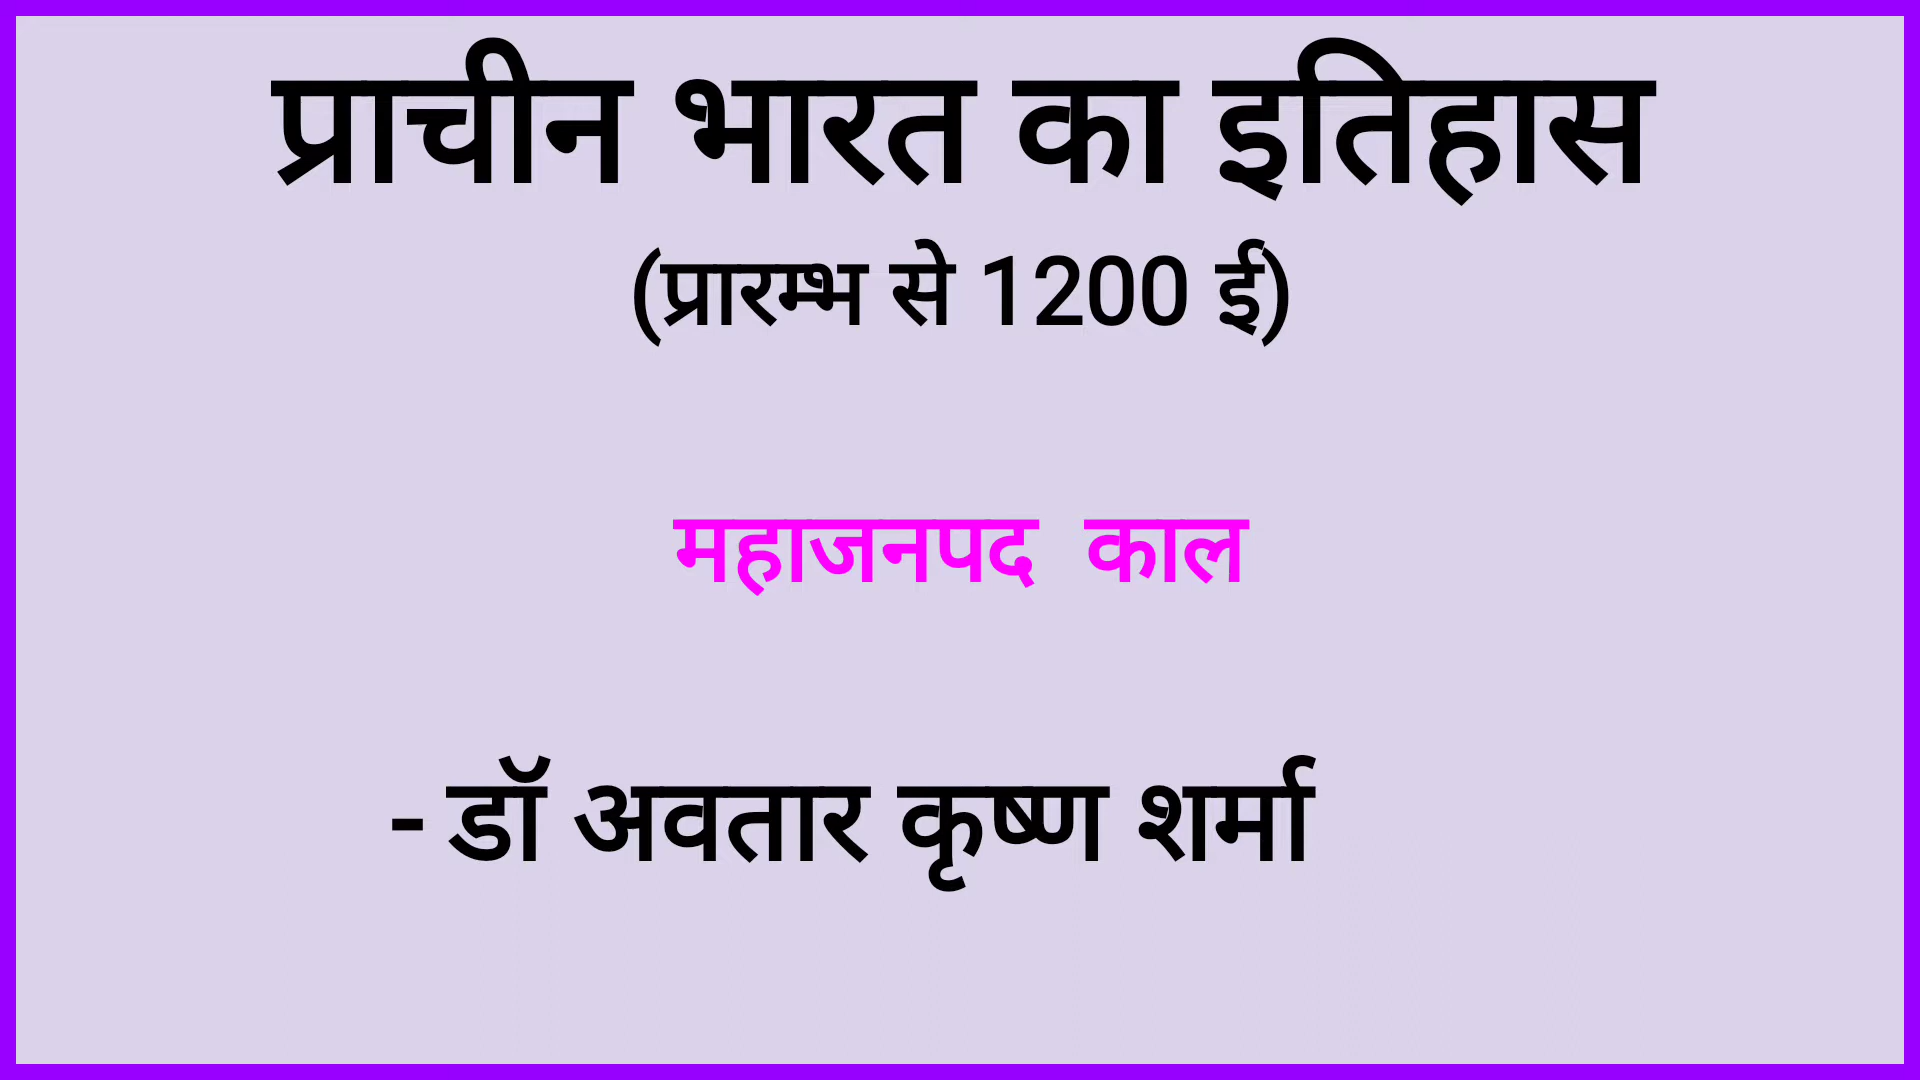 प्राचीन भारत का इतिहास
(प्रारम्भ से 1200 ई)
महाजनपद काल
- डॉ अवतार कृष्ण शर्मा